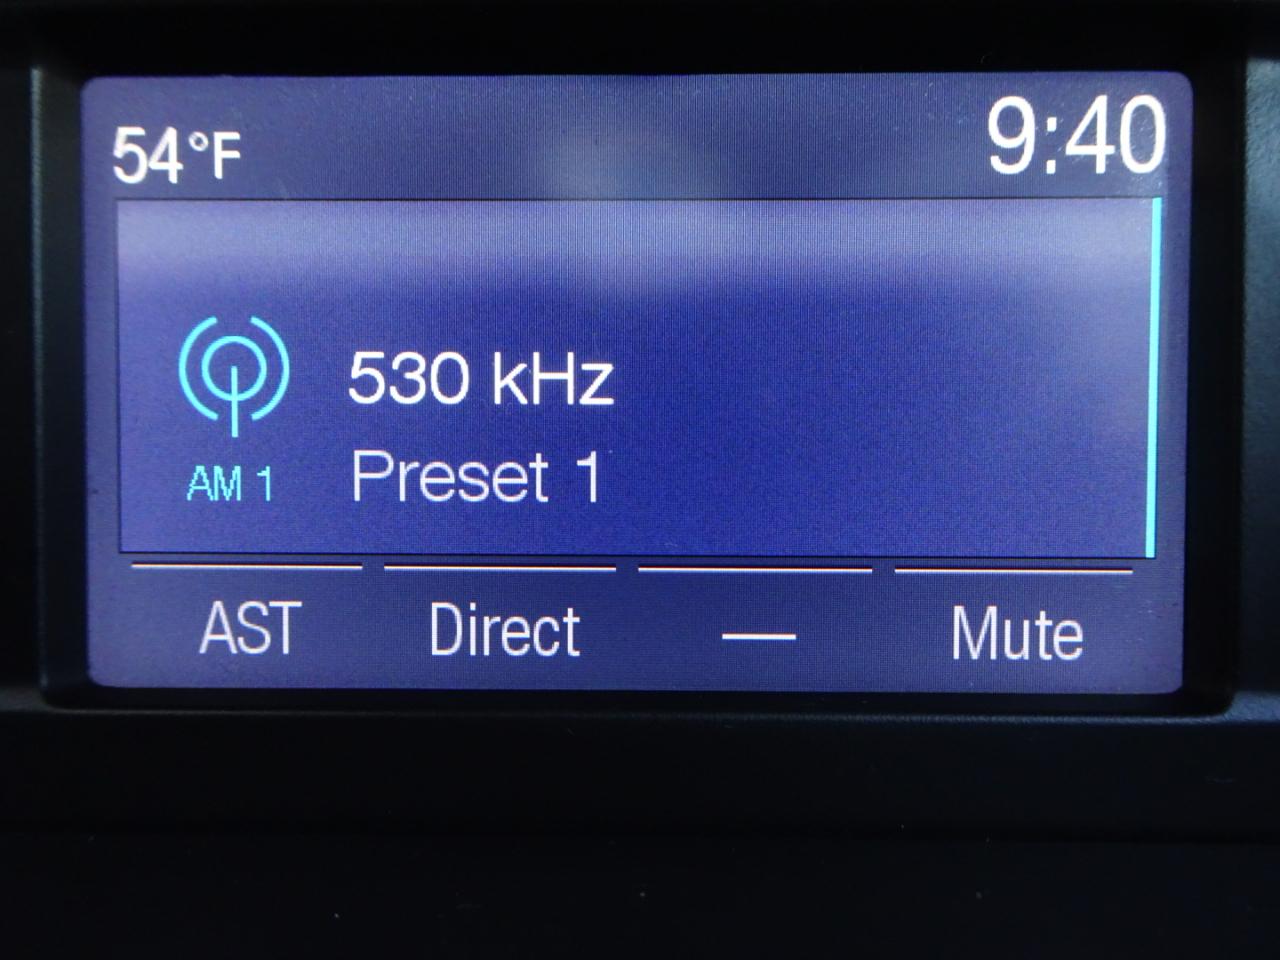 54°F
9:40
530 kHz
AM 1
Preset 1
AST
Direct
—
Mute